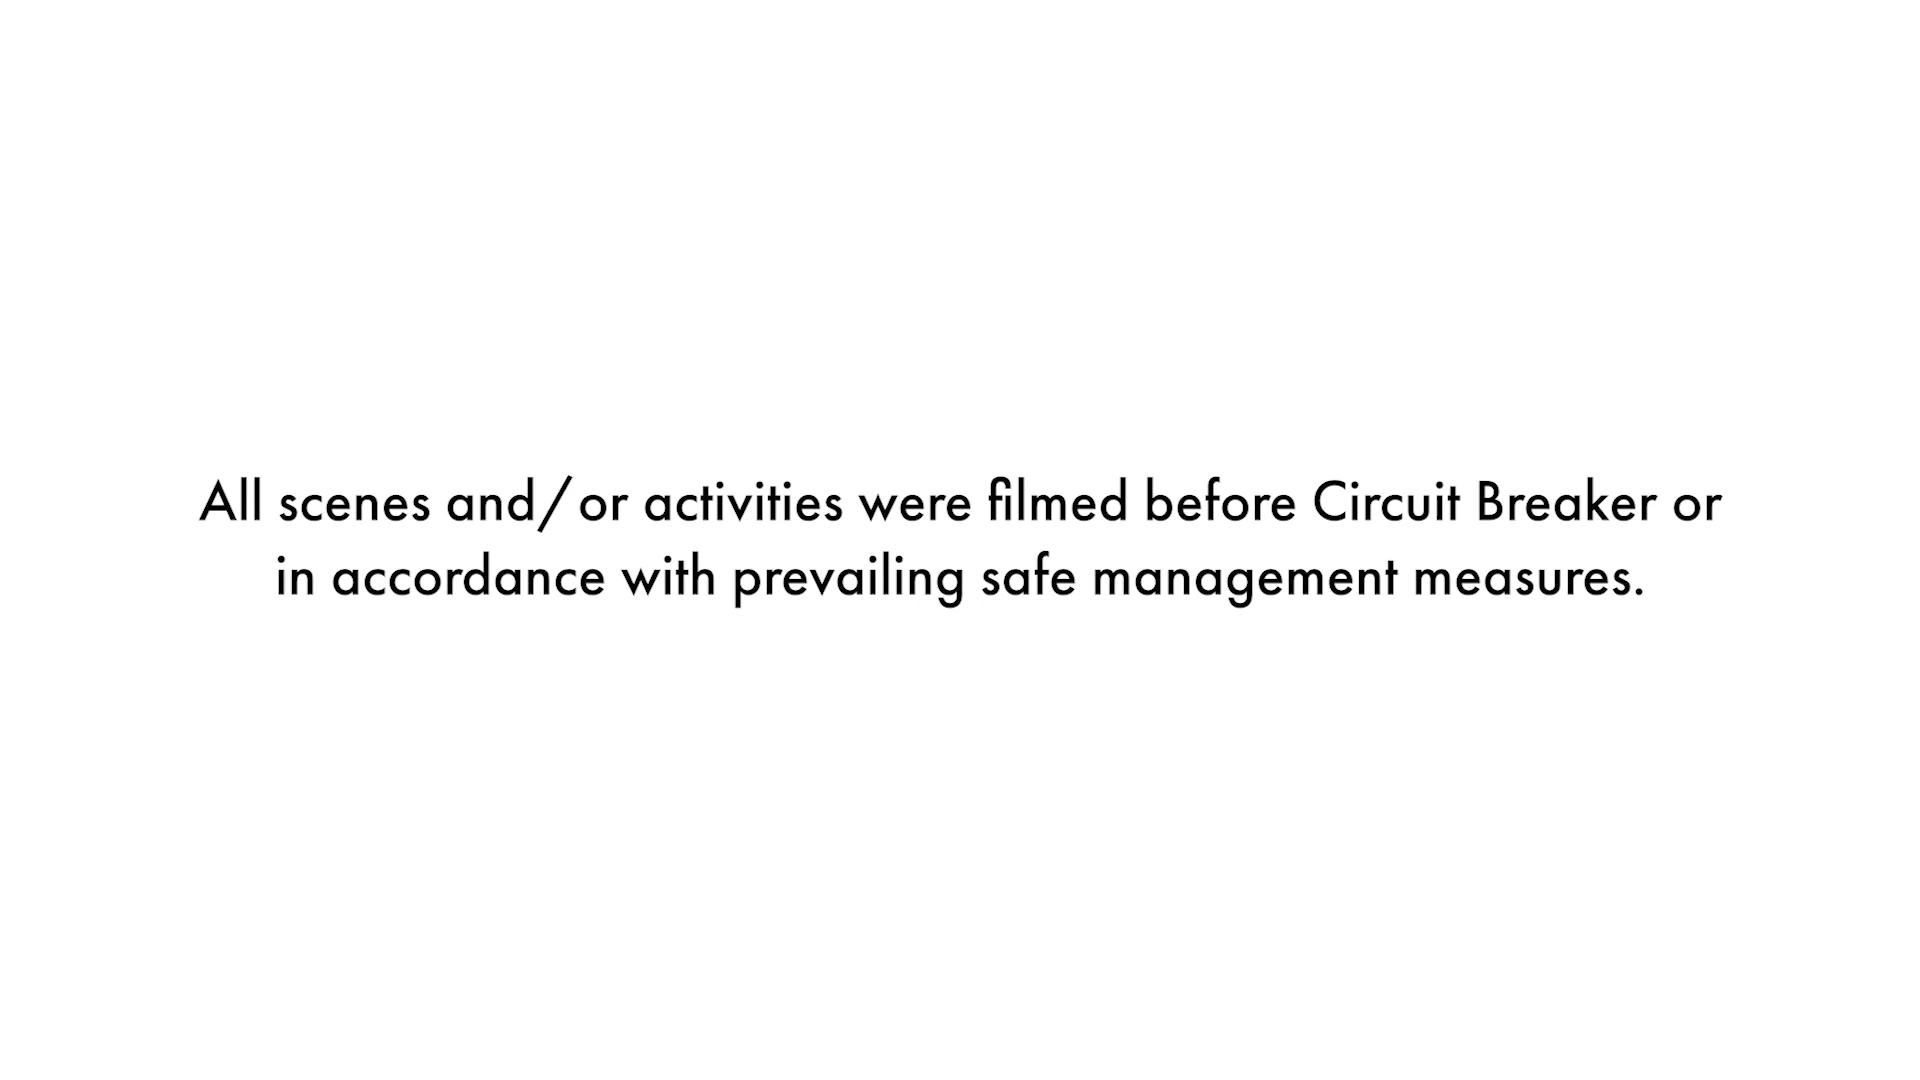 All scenes and/or activities were filmed before Circuit Breaker or
in accordance with prevailing safe management measures.